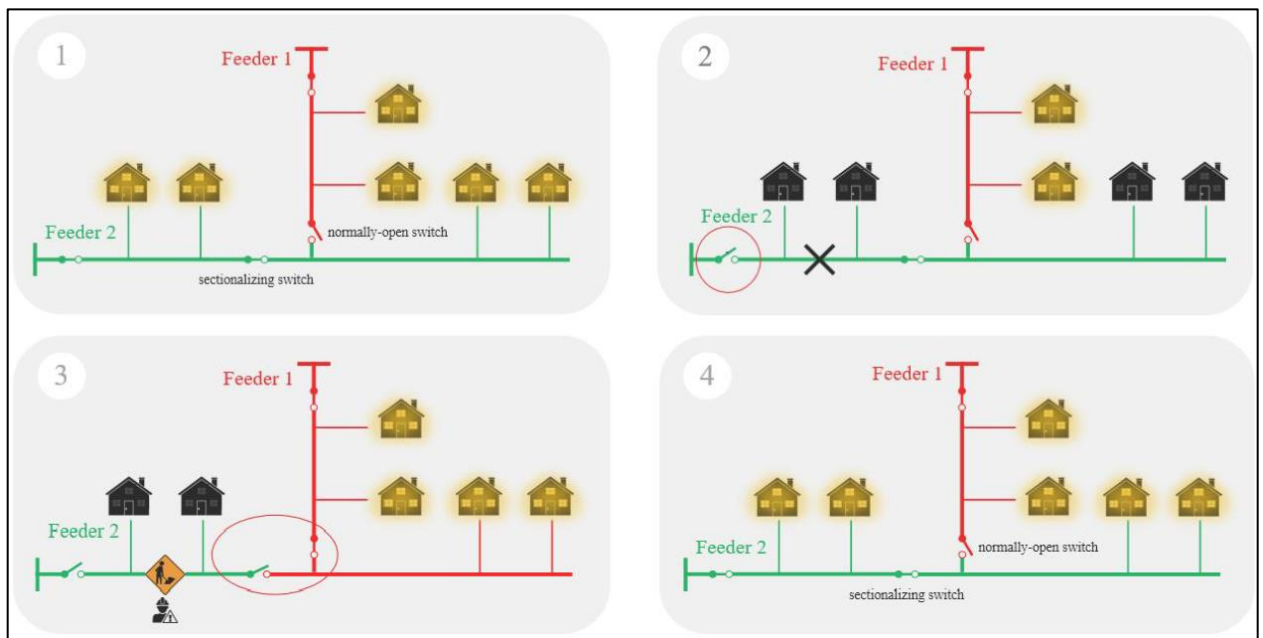 1
Feeder 1
Feeder 2
normally-open switch
sectionalizing switch
2
Feeder 1
Feeder 2
3
Feeder 1
Feeder 2
4
Feeder 1
Feeder 2
normally-open switch
sectionalizing switch